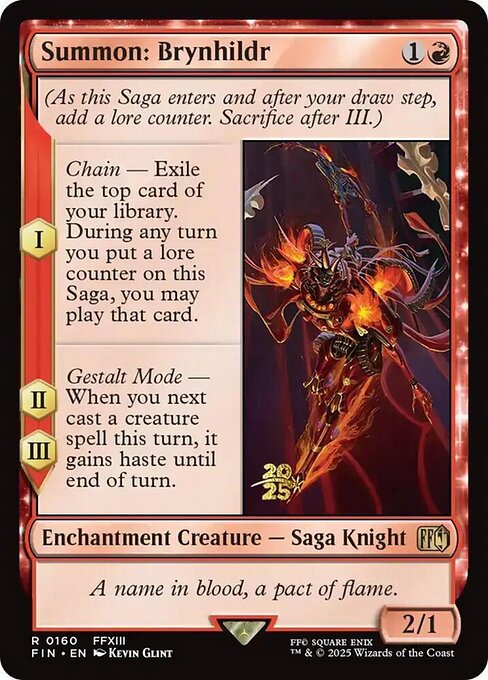 Summon: Brynhildr 1
(As this Saga enters and after your draw step,
add a lore counter. Sacrifice after III.)
I
Chain — Exile
the top card of
your library.
During any turn
you put a lore
counter on this
Saga, you may
play that card.
II
III
Gestalt Mode —
When you next
cast a creature
spell this turn, it
gains haste until
end of turn.
2025
Enchantment Creature — Saga Knight FF
A name in blood, a pact of flame.
2/1
R 0160 FFXIII
FIN • EN Kevin Glint
FF© SQUARE ENIX
™ & © 2025 Wizards of the Coast